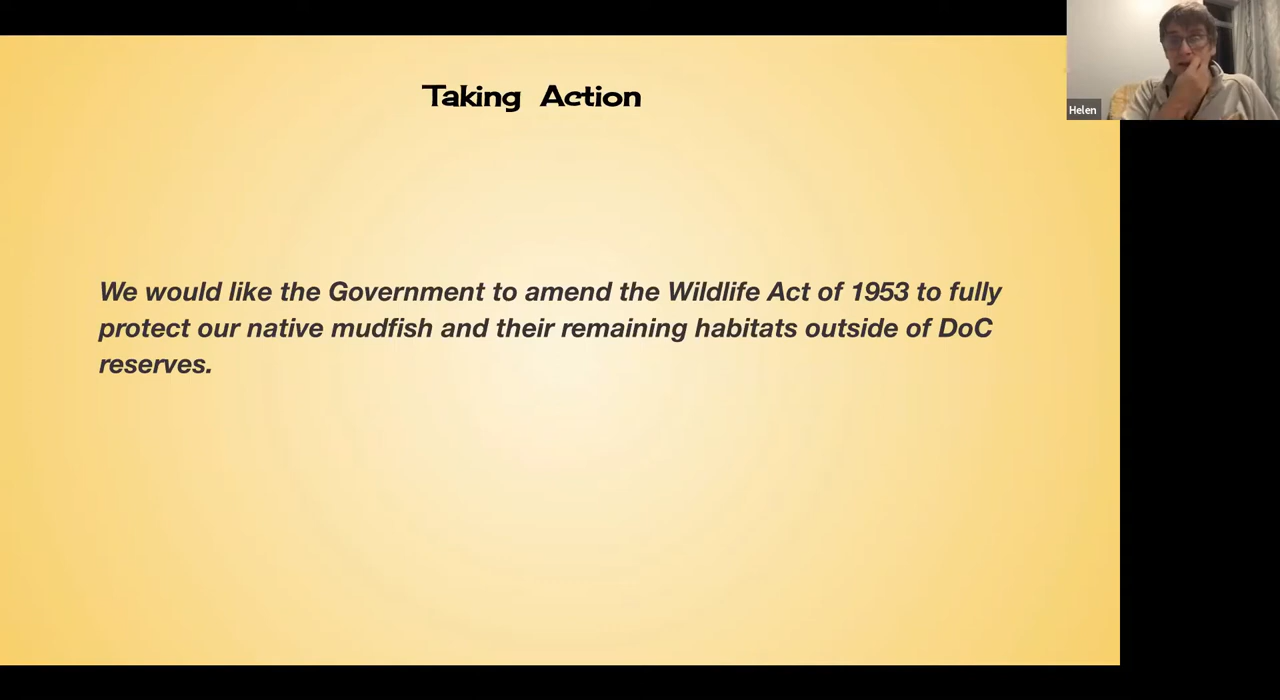 Taking Action
Helen
We would like the Government to amend the Wildlife Act of 1953 to fully
protect our native mudfish and their remaining habitats outside of DoC
reserves.